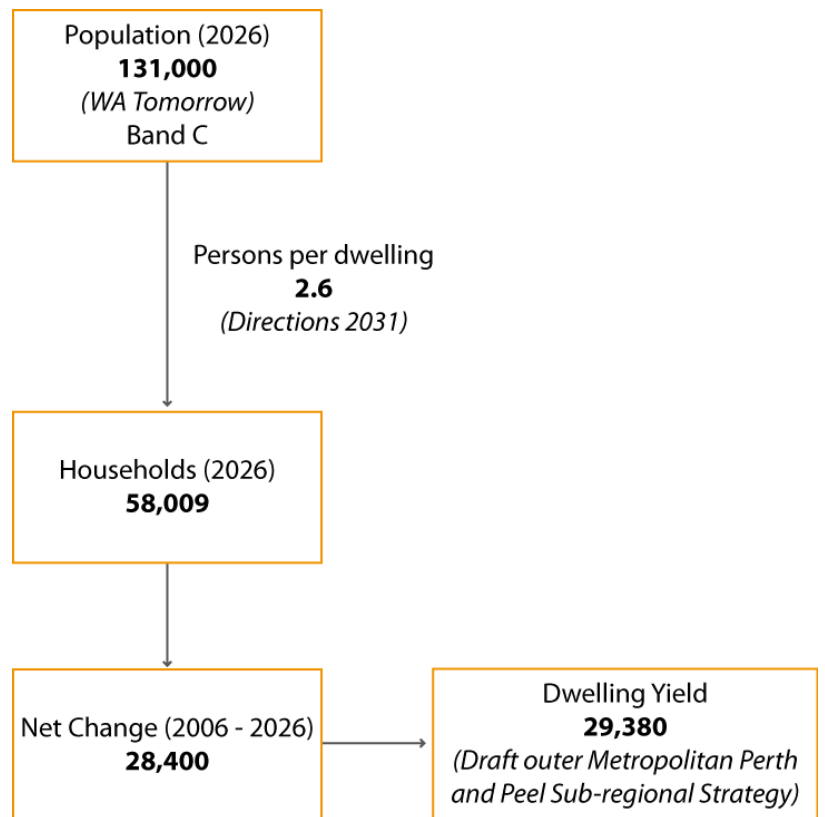 Population (2026)
131,000
(WA Tomorrow)
Band C
Persons per dwelling
2.6
(Directions 2031)
Households (2026)
58,009
Net Change (2006 - 2026)
28,400
Dwelling Yield
29,380
(Draft outer Metropolitan Perth
and Peel Sub-regional Strategy)